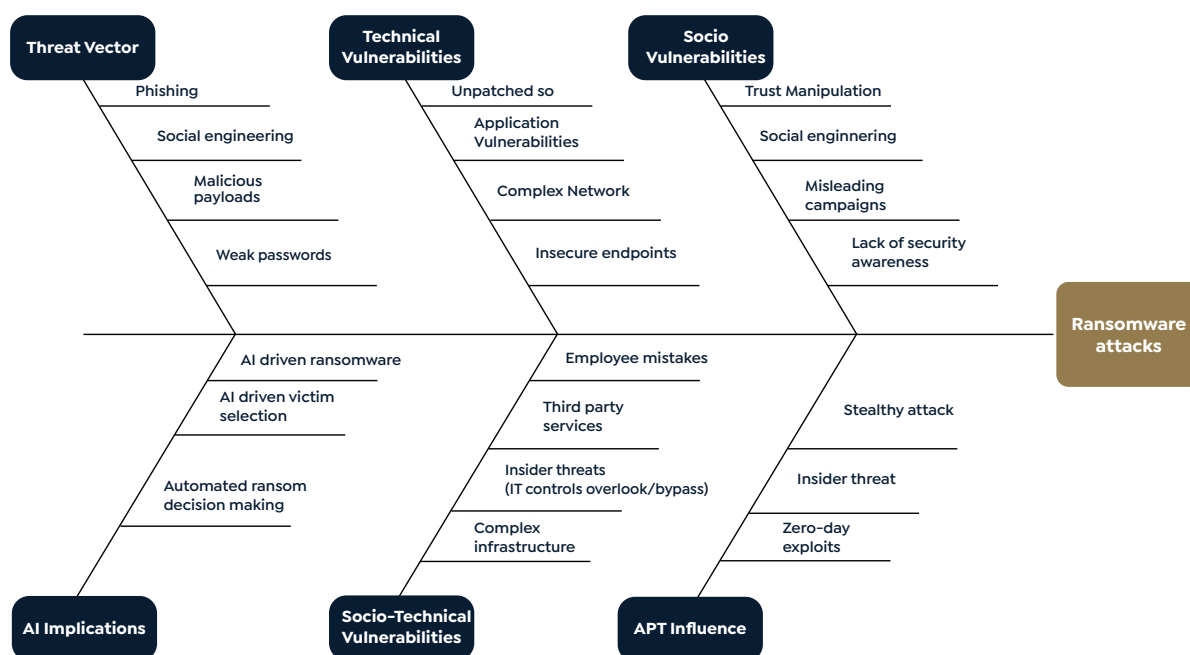 Threat Vector
Technical
Vulnerabilities
Socio
Vulnerabilities
Phishing
Social engineering
Malicious
payloads
Weak passwords
Unpatched so
Application
Vulnerabilities
Complex Network
Insecure endpoints
Trust Manipulation
Social enginnering
Misleading
campaigns
Lack of security
awareness
Ransomware
attacks
AI driven ransomware
AI driven victim
selection
Automated ransom
decision making
Employee mistakes
Third party
services
Insider threats
(IT controls overlook/bypass)
Complex
infrastructure
Stealthy attack
Insider threat
Zero-day
exploits
AI Implications
Socio-Technical
Vulnerabilities
APT Influence